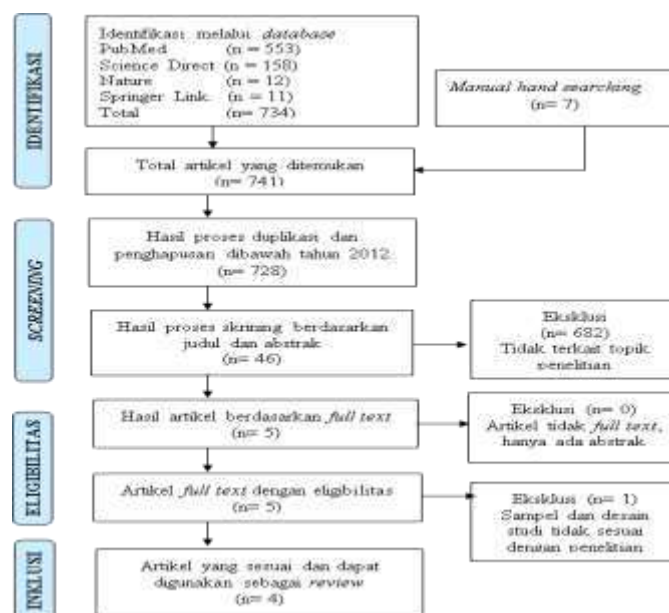 IDENTIFIKASI
Identifikasi melalui database
PubMed (n = 553)
Science Direct (n = 158)
Nature (n = 12)
Springer Link (n = 11)
Total (n= 734)
Manual hand searching
(n= 7)
Total artikel yang ditemukan
(n= 741)
SCREENING
Hasil proses duplikasi dan
penghapusan dibawah tahun 2012
(n= 728)
Hasil proses skrining berdasarkan
judul dan abstrak
(n= 46)
Eksklusi
(n= 682)
Tidak terkait topik
penelitian
ELIGIBILITAS
Hasil artikel berdasarkan full text
(n= 5)
Eksklusi (n= 0)
Artikel tidak full text,
hanya ada abstrak
Artikel full text dengan eligibilitas
(n= 5)
Eksklusi (n= 1)
Sampel dan desain
studi tidak sesuai
dengan penelitian
INKLUSI
Artikel yang sesuai dan dapat
digunakan sebagai review
(n= 4)